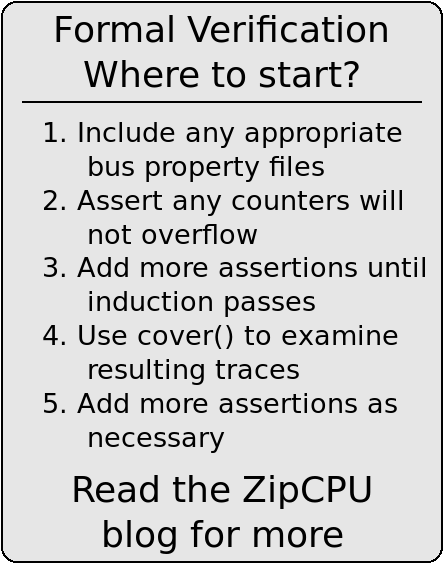 Formal Verification
Where to start?
1. Include any appropriate
bus property files
2. Assert any counters will
not overflow
3. Add more assertions until
induction passes
4. Use cover() to examine
resulting traces
5. Add more assertions as
necessary
Read the ZipCPU
blog for more